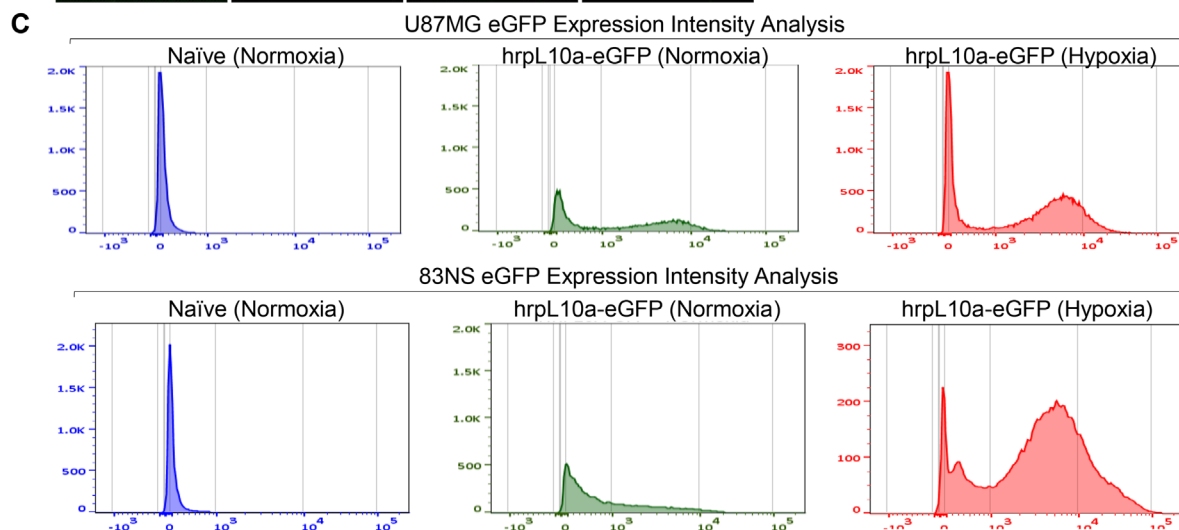 C
U87MG eGFP Expression Intensity Analysis
Naïve (Normoxia) hrpL10a-eGFP (Normoxia) hrpL10a-eGFP (Hypoxia)
2.0K 2.0K 2.0K
1.5K 1.5K 1.5K
1.0K 1.0K 1.0K
500 500 500
0 0 0
-10³ 0 10³ 10⁴ 10⁵ -10³ 0 10³ 10⁴ 10⁵ -10³ 0 10³ 10⁴ 10⁵
83NS eGFP Expression Intensity Analysis
Naïve (Normoxia) hrpL10a-eGFP (Normoxia) hrpL10a-eGFP (Hypoxia)
2.0K 2.0K 300
1.5K 1.5K 200
1.0K 1.0K 100
500 500 0
0 0
-10³ 0 10³ 10⁴ 10⁵ -10³ 0 10³ 10⁴ 10⁵ -10³ 0 10³ 10⁴ 10⁵